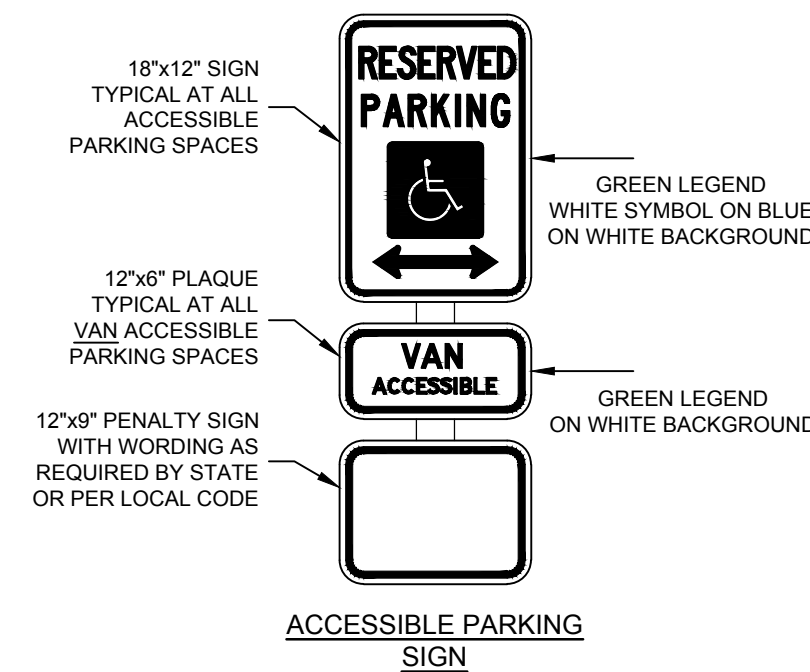 18"x12" SIGN
TYPICAL AT ALL
ACCESSIBLE
PARKING SPACES
RESERVED
PARKING
GREEN LEGEND
WHITE SYMBOL ON BLUE
ON WHITE BACKGROUND
12"x6" PLAQUE
TYPICAL AT ALL
VAN ACCESSIBLE
PARKING SPACES
VAN
ACCESSIBLE
GREEN LEGEND
ON WHITE BACKGROUND
12"x9" PENALTY SIGN
WITH WORDING AS
REQUIRED BY STATE
OR PER LOCAL CODE
ACCESSIBLE PARKING
SIGN